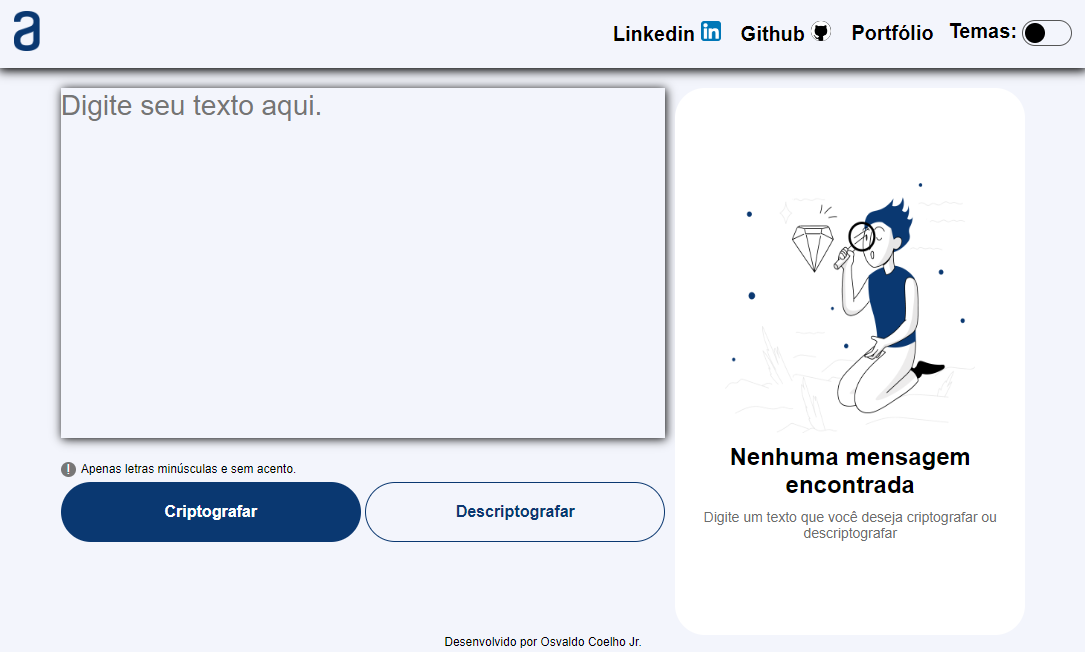 a
Linkedin in Github Portfólio Temas:
Digite seu texto aqui.
! Apenas letras minúsculas e sem acento.
Criptografar Descriptografar
Nenhuma mensagem
encontrada
Digite um texto que você deseja criptografar ou
descriptografar
Desenvolvido por Osvaldo Coelho Jr.